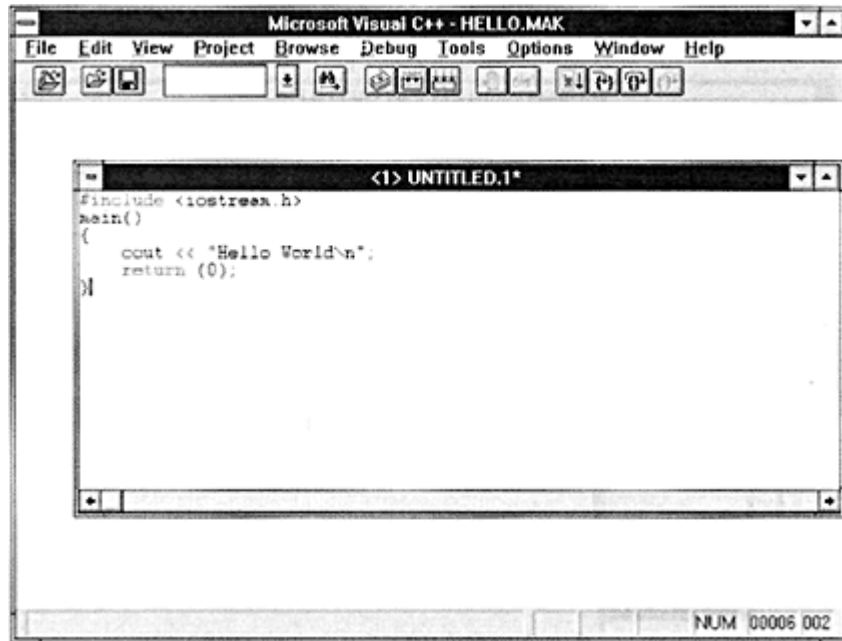 Microsoft Visual C++ - HELLO.MAK
File Edit View Project Browse Debug Tools Options Window Help
<1> UNTITLED.1*
#include <iostream.h>
main()
{
    cout << "Hello World\n";
    return (0);
}
NUM 00006 002